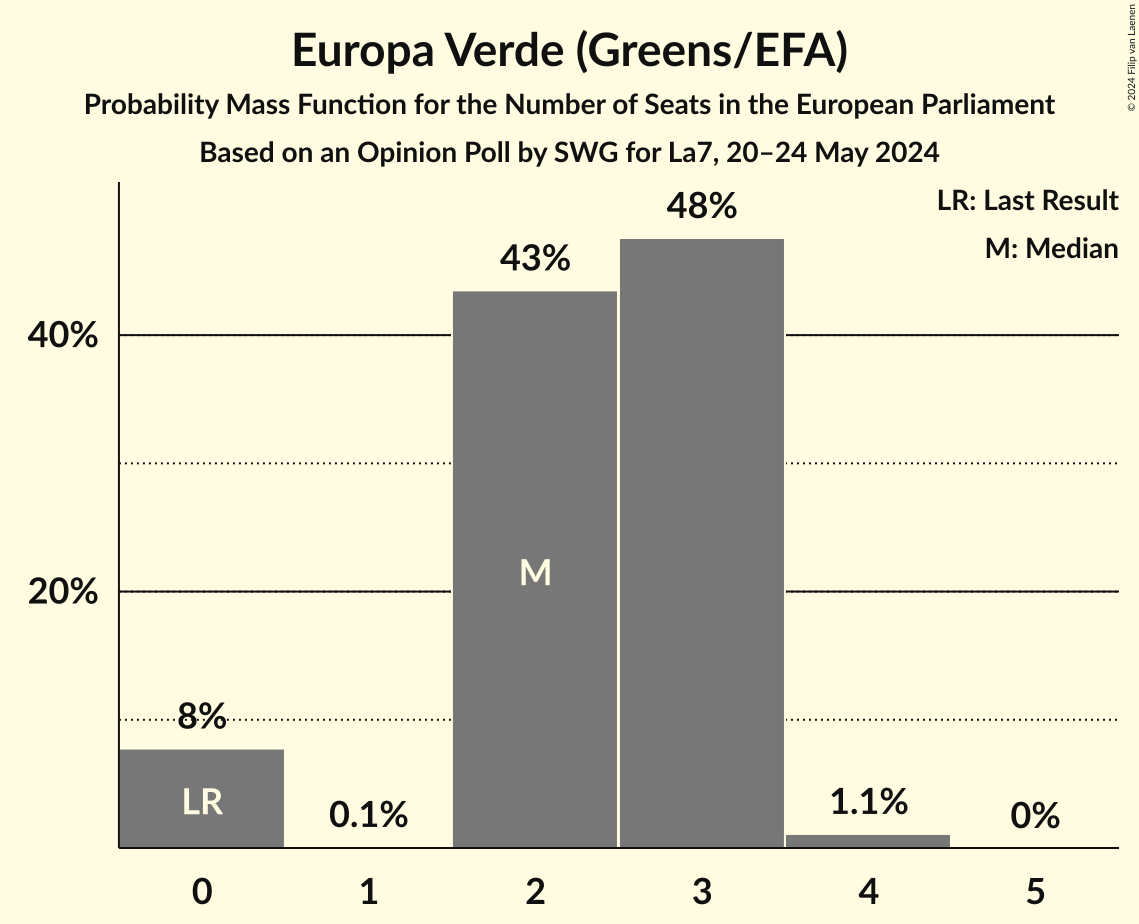 Europa Verde (Greens/EFA)
Probability Mass Function for the Number of Seats in the European Parliament
Based on an Opinion Poll by SWG for La7, 20–24 May 2024
© 2024 Filip van Laenen
LR: Last Result
M: Median
48%
43%
40%
M
20%
8%
LR
0.1%
1.1%
0%
0 1 2 3 4 5